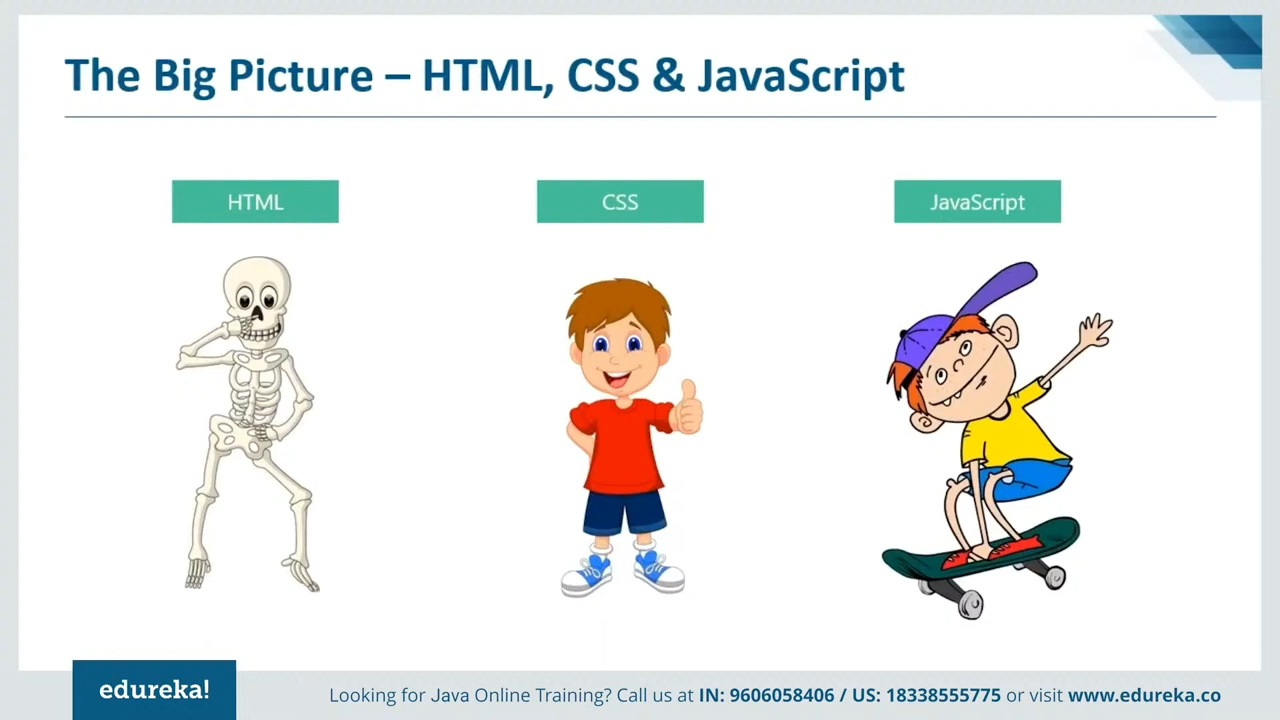 The Big Picture – HTML, CSS & JavaScript
HTML
CSS
JavaScript
edureka!
Looking for Java Online Training? Call us at IN: 9606058406 / US: 18338555775 or visit www.edureka.co